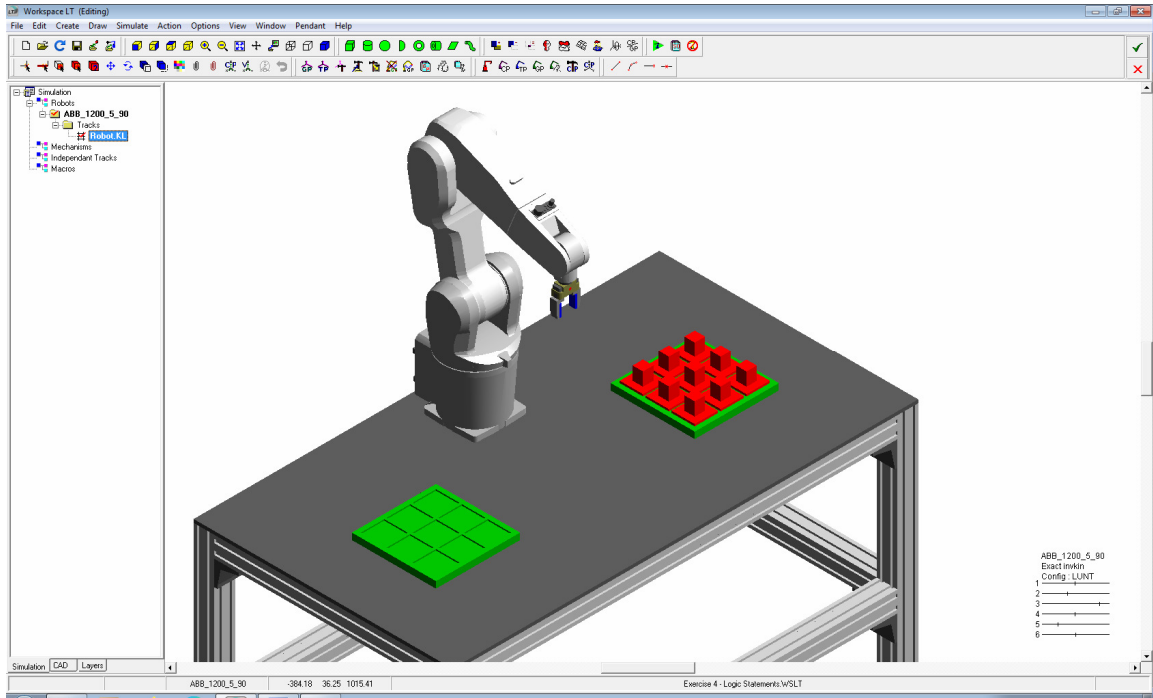 Workspace LT (Editing)
File Edit Create Draw Simulate Action Options View Window Pendant Help
Simulation
Robots
ABB_1200_5_90
Tracks
Robot.KL
Mechanisms
Independant Tracks
Macros
ABB_1200_5_90
Exact invkin
Config : LUNT
1
2
3
4
5
6
Simulation CAD Layers
ABB_1200_5_90 -384.18 36.25 1015.41 Exercise 4 - Logic Statements.WSLT